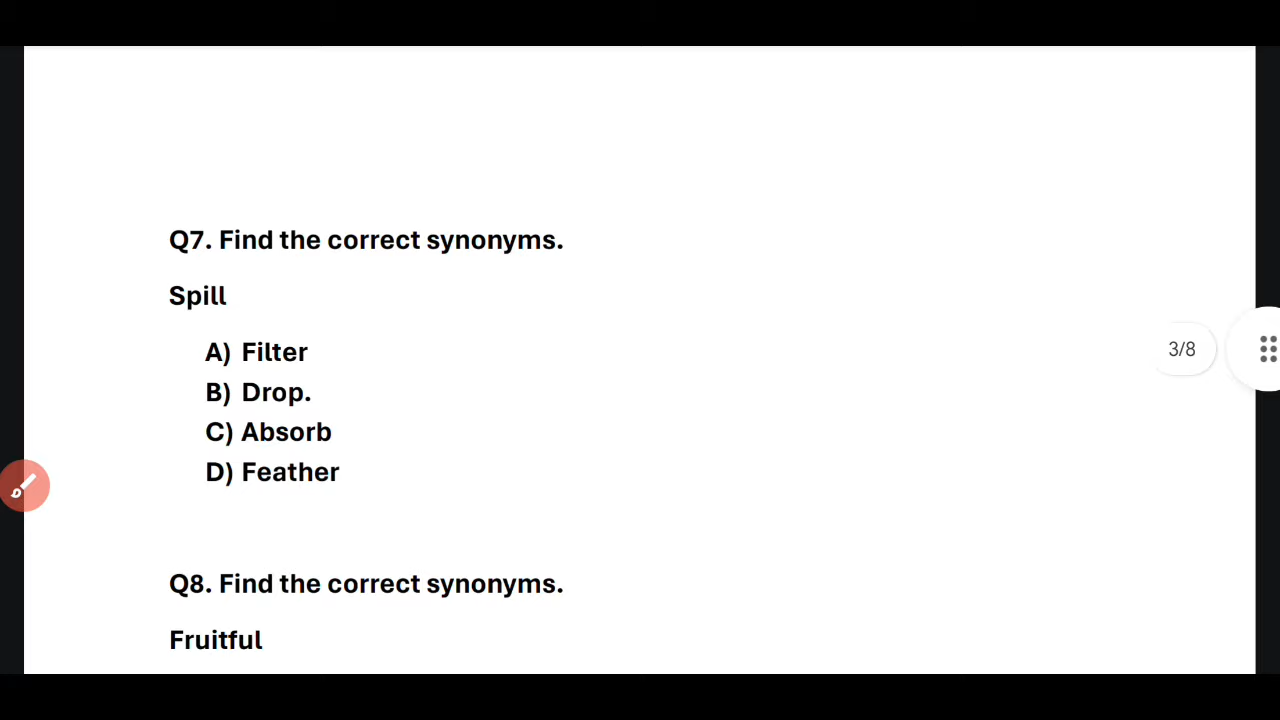 Q7. Find the correct synonyms.
Spill
A) Filter
B) Drop.
C) Absorb
D) Feather
3/8
Q8. Find the correct synonyms.
Fruitful